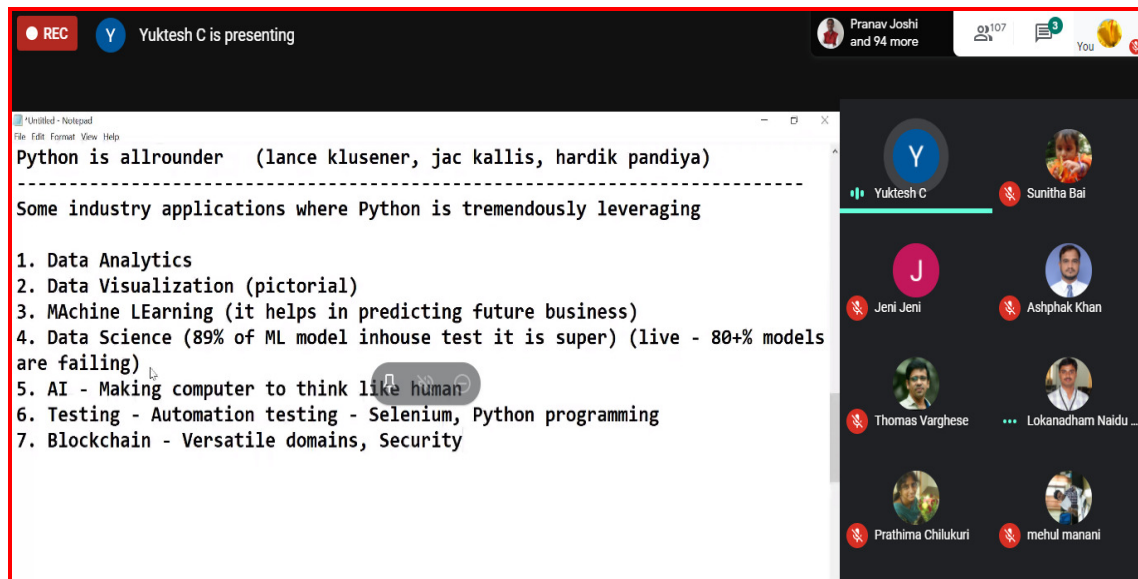 REC
Y
Yuktesh C is presenting
Pranav Joshi
and 94 more
107
3
You
*Untitled - Notepad
File Edit Format View Help
Python is allrounder (lance klusener, jac kallis, hardik pandiya)
----------------------------------------------------------------------------
Some industry applications where Python is tremendously leveraging
1. Data Analytics
2. Data Visualization (pictorial)
3. MAchine LEarning (it helps in predicting future business)
4. Data Science (89% of ML model inhouse test it is super) (live - 80+% models
are failing)
5. AI - Making computer to think like human
6. Testing - Automation testing - Selenium, Python programming
7. Blockchain - Versatile domains, Security
Y
Yuktesh C
Sunitha Bai
J
Jeni Jeni
Ashphak Khan
Thomas Varghese
Lokanadham Naidu ...
Prathima Chilukuri
mehul manani